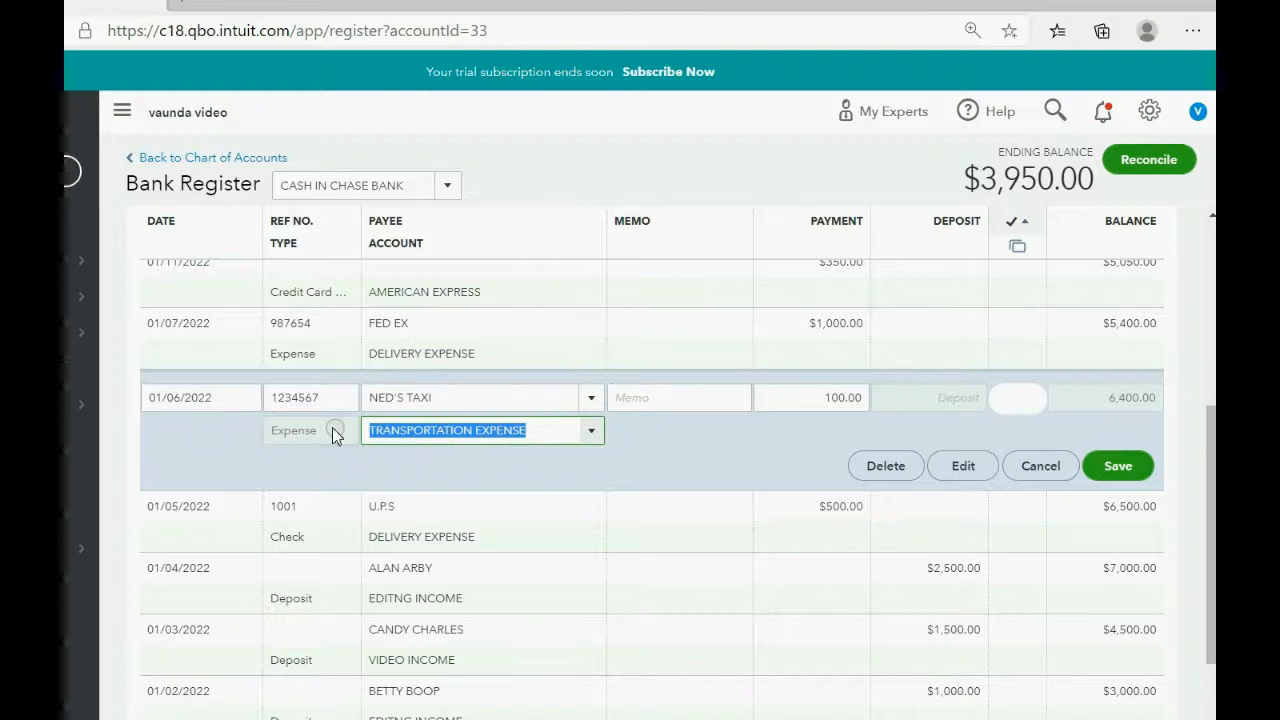 https://c18.qbo.intuit.com/app/register?accountId=33
Your trial subscription ends soon Subscribe Now
vaunda video My Experts Help V
Back to Chart of Accounts
Bank Register CASH IN CHASE BANK
ENDING BALANCE
$3,950.00
Reconcile
DATE REF NO. PAYEE MEMO PAYMENT DEPOSIT BALANCE
TYPE ACCOUNT
01/11/2022 $350.00 $5,050.00
Credit Card ... AMERICAN EXPRESS
01/07/2022 987654 FED EX $1,000.00 $5,400.00
Expense DELIVERY EXPENSE
01/06/2022 1234567 NED'S TAXI Memo 100.00 Deposit 6,400.00
Expense TRANSPORTATION EXPENSE
Delete Edit Cancel Save
01/05/2022 1001 U.P.S $500.00 $6,500.00
Check DELIVERY EXPENSE
01/04/2022 ALAN ARBY $2,500.00 $7,000.00
Deposit EDITNG INCOME
01/03/2022 CANDY CHARLES $1,500.00 $4,500.00
Deposit VIDEO INCOME
01/02/2022 BETTY BOOP $1,000.00 $3,000.00
Deposit EDITNG INCOME